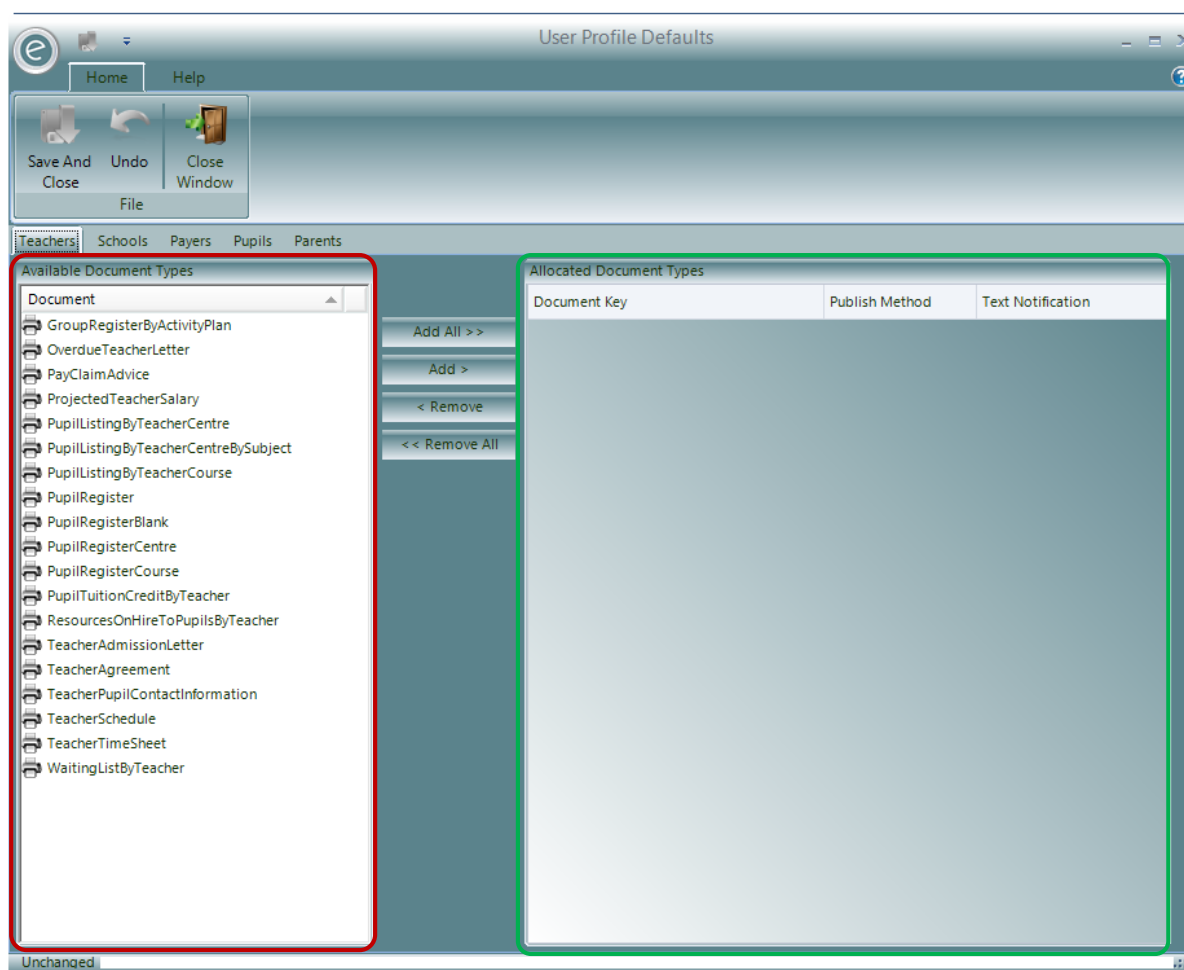 User Profile Defaults
Home Help
Save And Close
Undo
Close Window
File
Teachers Schools Payers Pupils Parents
Available Document Types
Document
GroupRegisterByActivityPlan
OverdueTeacherLetter
PayClaimAdvice
ProjectedTeacherSalary
PupilListingByTeacherCentre
PupilListingByTeacherCentreBySubject
PupilListingByTeacherCourse
PupilRegister
PupilRegisterBlank
PupilRegisterCentre
PupilRegisterCourse
PupilTuitionCreditByTeacher
ResourcesOnHireToPupilsByTeacher
TeacherAdmissionLetter
TeacherAgreement
TeacherPupilContactInformation
TeacherSchedule
TeacherTimeSheet
WaitingListByTeacher
Add All >>
Add >
< Remove
<< Remove All
Allocated Document Types
Document Key Publish Method Text Notification
Unchanged